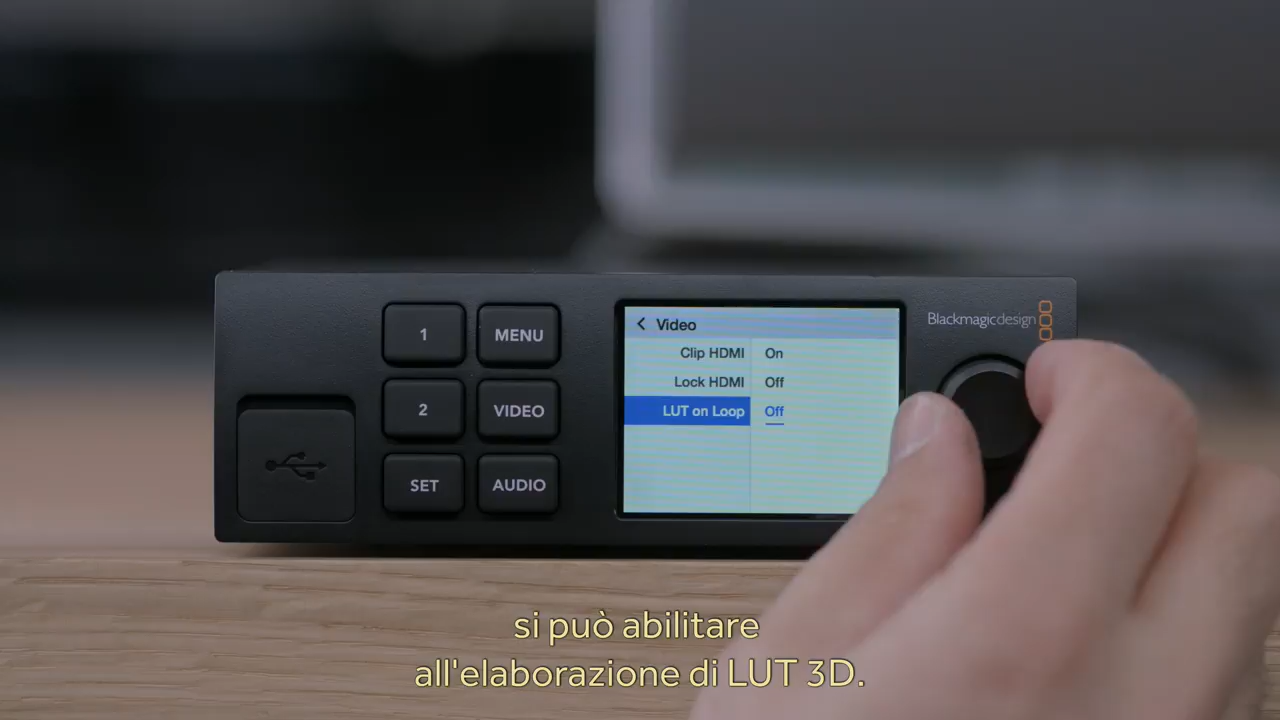 1
MENU
2
VIDEO
SET
AUDIO
Video
Clip HDMI On
Lock HDMI Off
LUT on Loop Off
Blackmagicdesign
si può abilitare
all'elaborazione di LUT 3D.